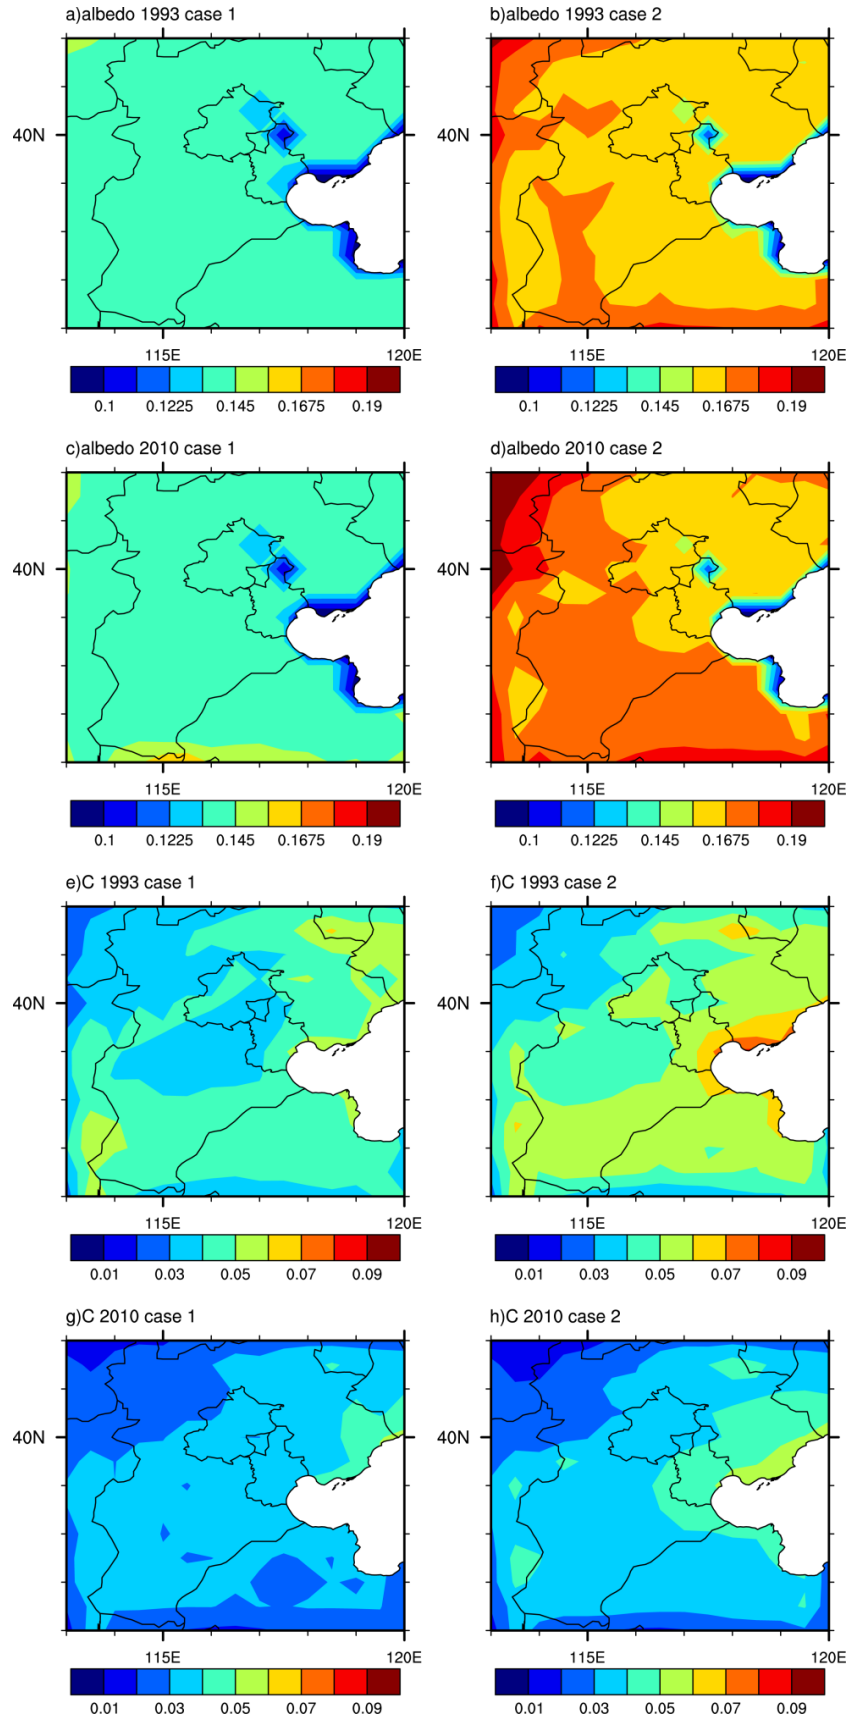 a)albedo 1993 case 1
b)albedo 1993 case 2
40N
115E 120E 115E 120E
0.1 0.1225 0.145 0.1675 0.19
0.1 0.1225 0.145 0.1675 0.19
c)albedo 2010 case 1
d)albedo 2010 case 2
40N
115E 120E 115E 120E
0.1 0.1225 0.145 0.1675 0.19
0.1 0.1225 0.145 0.1675 0.19
e)C 1993 case 1
f)C 1993 case 2
40N
115E 120E 115E 120E
0.01 0.03 0.05 0.07 0.09
0.01 0.03 0.05 0.07 0.09
g)C 2010 case 1
h)C 2010 case 2
40N
115E 120E 115E 120E
0.01 0.03 0.05 0.07 0.09
0.01 0.03 0.05 0.07 0.09